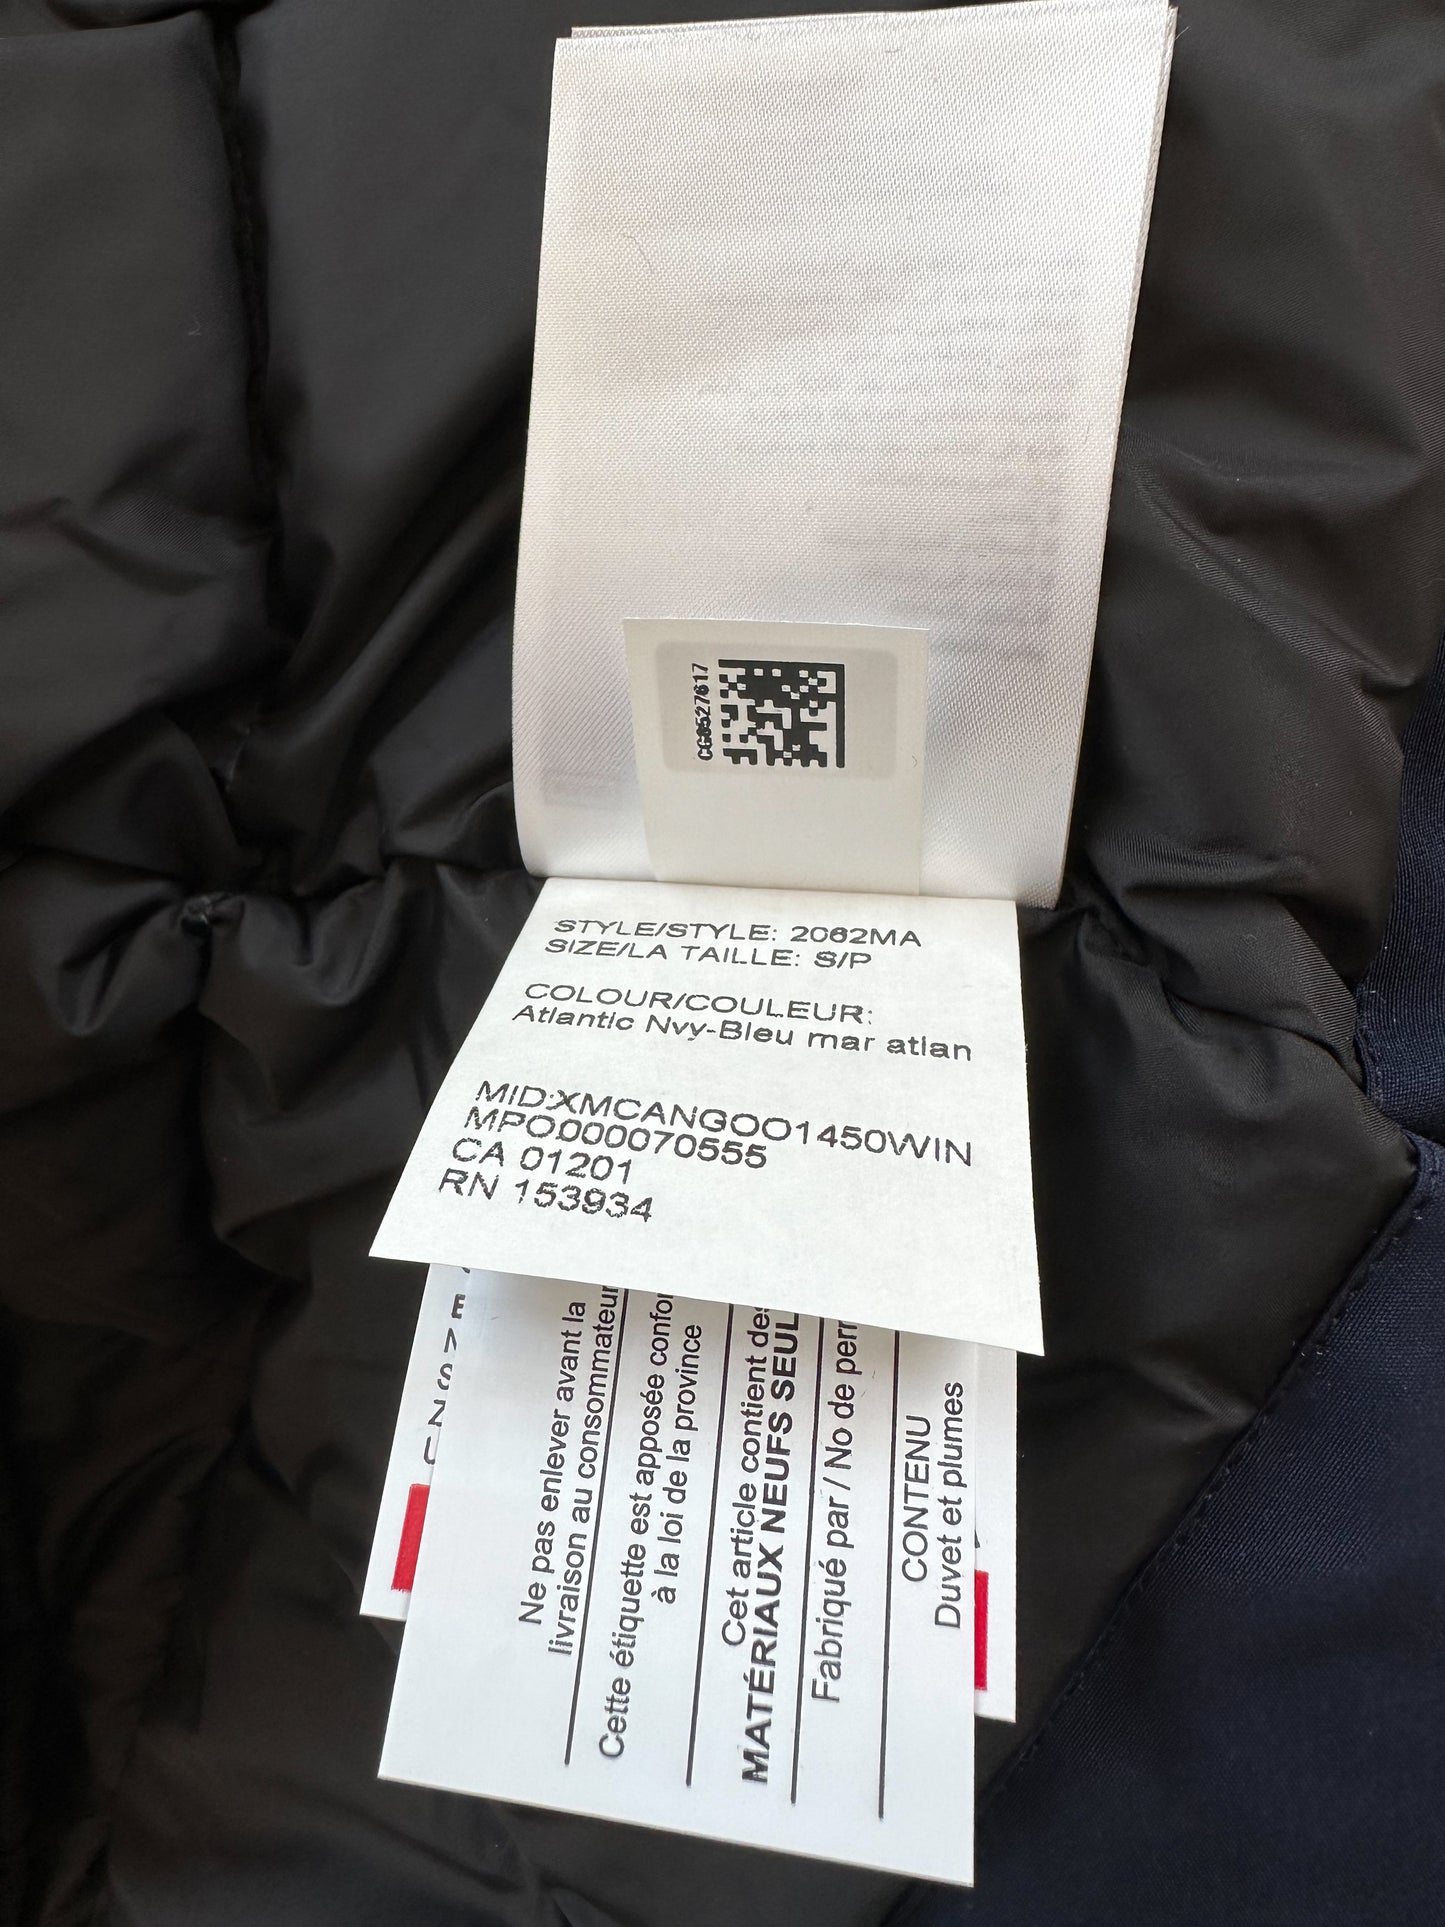 CG8527617
STYLE/STYLE: 2062MA
SIZE/LA TAILLE: S/P
COLOUR/COULEUR:
Atlantic Nvy-Bleu mar atlan
MID:XMCANGOO1450WIN
MPO000070555
CA 01201
RN 153934
Ne pas enlever avant la
livraison au consommateur
Cette étiquette est apposée confor
à la loi de la province
Cet article contient des
MATÉRIAUX NEUFS SEUL
Fabriqué par / No de perm
CONTENU
Duvet et plumes